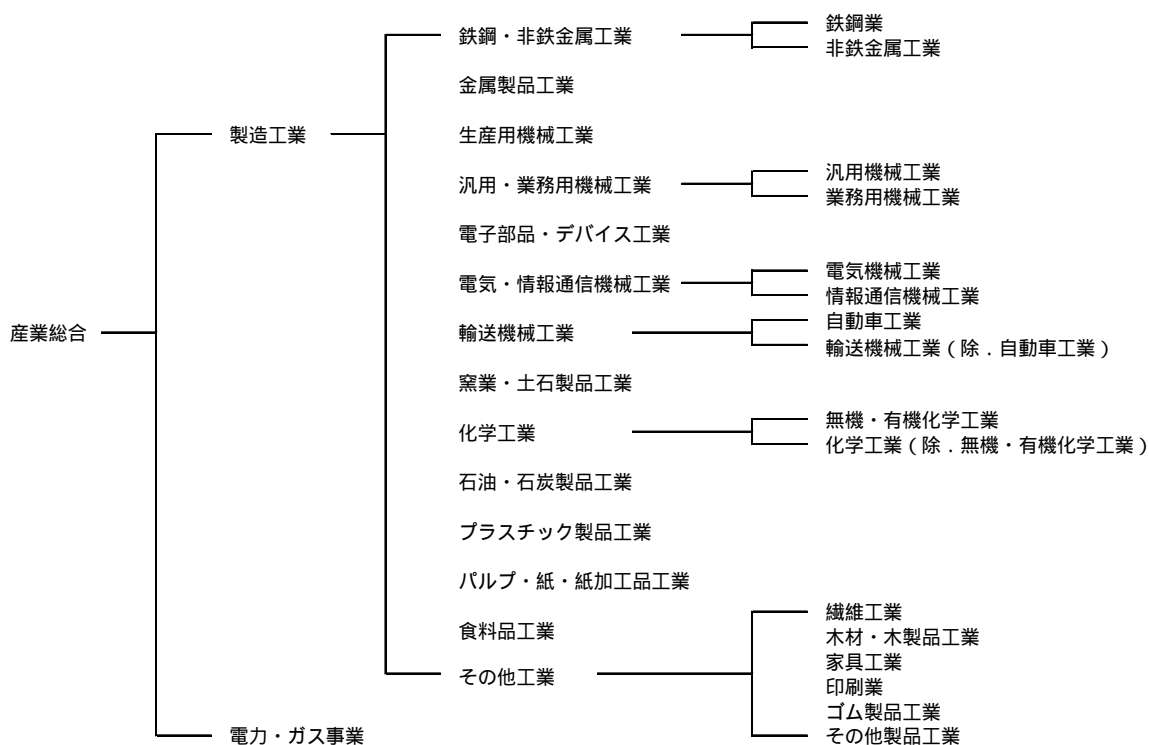 鉄鋼業
鉄鋼・非鉄金属工業
非鉄金属工業
金属製品工業
製造工業
生産用機械工業
汎用機械工業
汎用・業務用機械工業
業務用機械工業
電子部品・デバイス工業
電気機械工業
電気・情報通信機械工業
情報通信機械工業
自動車工業
産業総合
輸送機械工業
輸送機械工業（除．自動車工業）
窯業・土石製品工業
無機・有機化学工業
化学工業
化学工業（除．無機・有機化学工業）
石油・石炭製品工業
プラスチック製品工業
パルプ・紙・紙加工品工業
繊維工業
食料品工業
木材・木製品工業
家具工業
その他工業
印刷業
ゴム製品工業
電力・ガス事業
その他製品工業